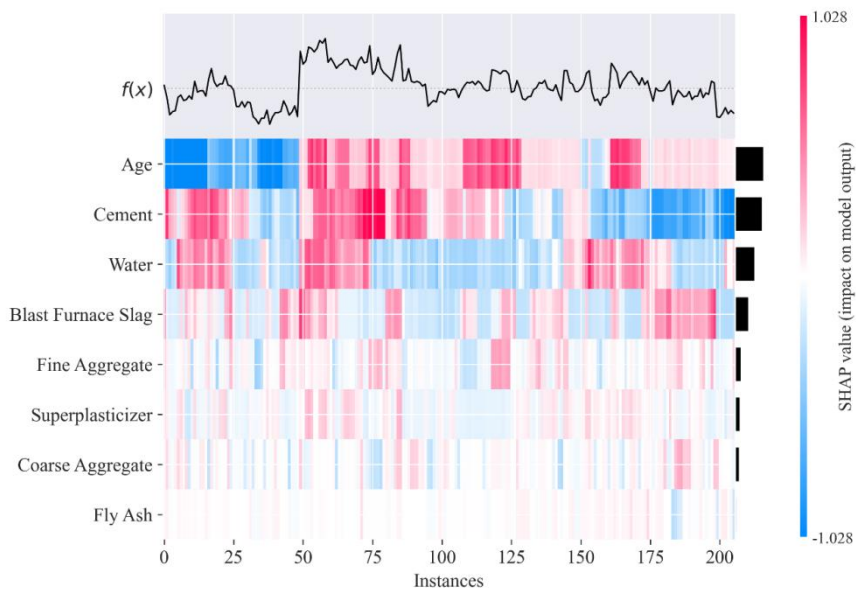 f(x)
Age
Cement
Water
Blast Furnace Slag
Fine Aggregate
Superplasticizer
Coarse Aggregate
Fly Ash
0 25 50 75 100 125 150 175 200
Instances
1.028
SHAP value (impact on model output)
-1.028